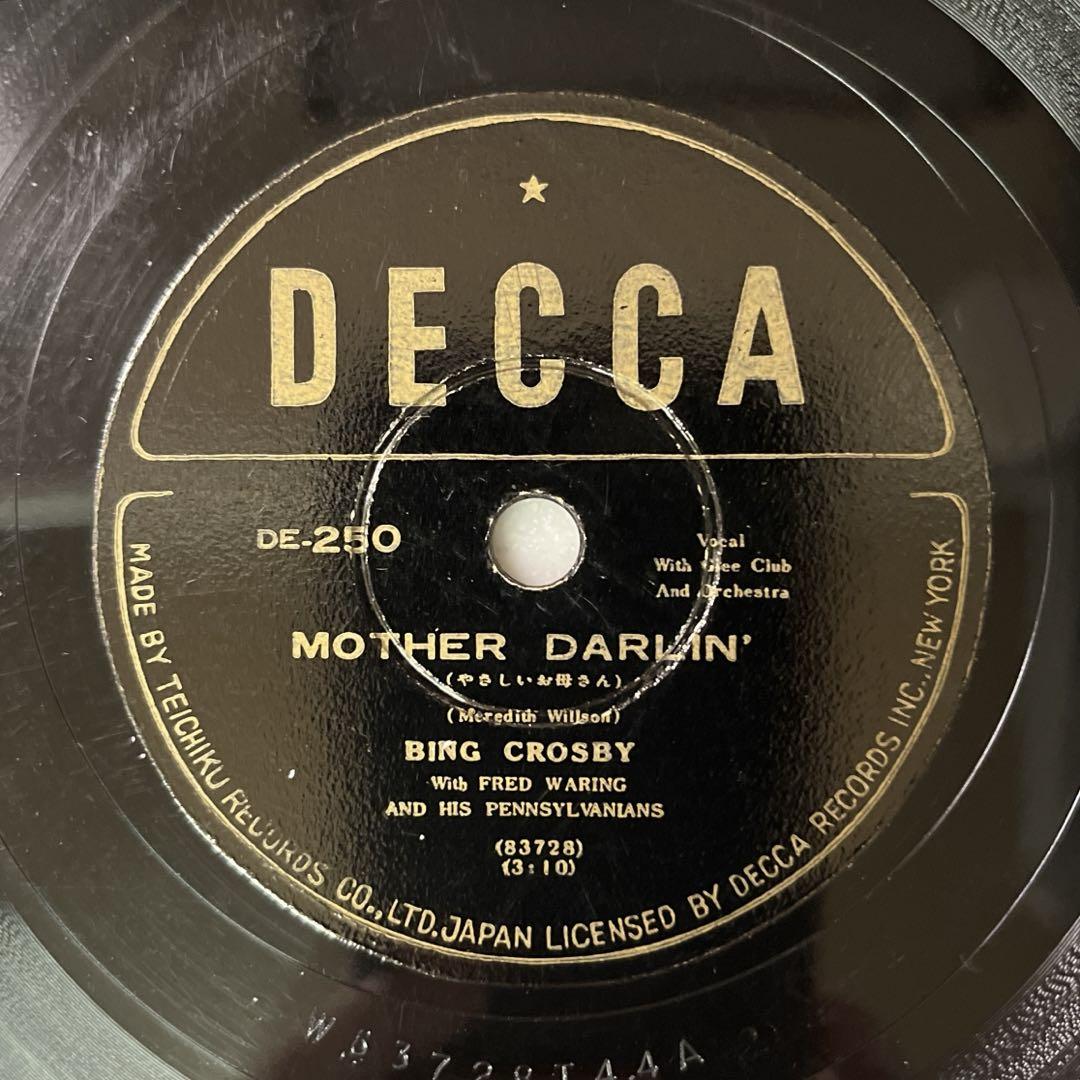 DECCA
DE-250
Vocal
With Glee Club
And Orchestra
MOTHER DARLIN'
(やさしいお母さん)
(Meredith Willson)
BING CROSBY
With FRED WARING
AND HIS PENNSYLVANIANS
(83728)
(3:10)
MADE BY TEICHIKU RECORDS CO., LTD. JAPAN LICENSED BY DECCA RECORDS INC., NEW YORK